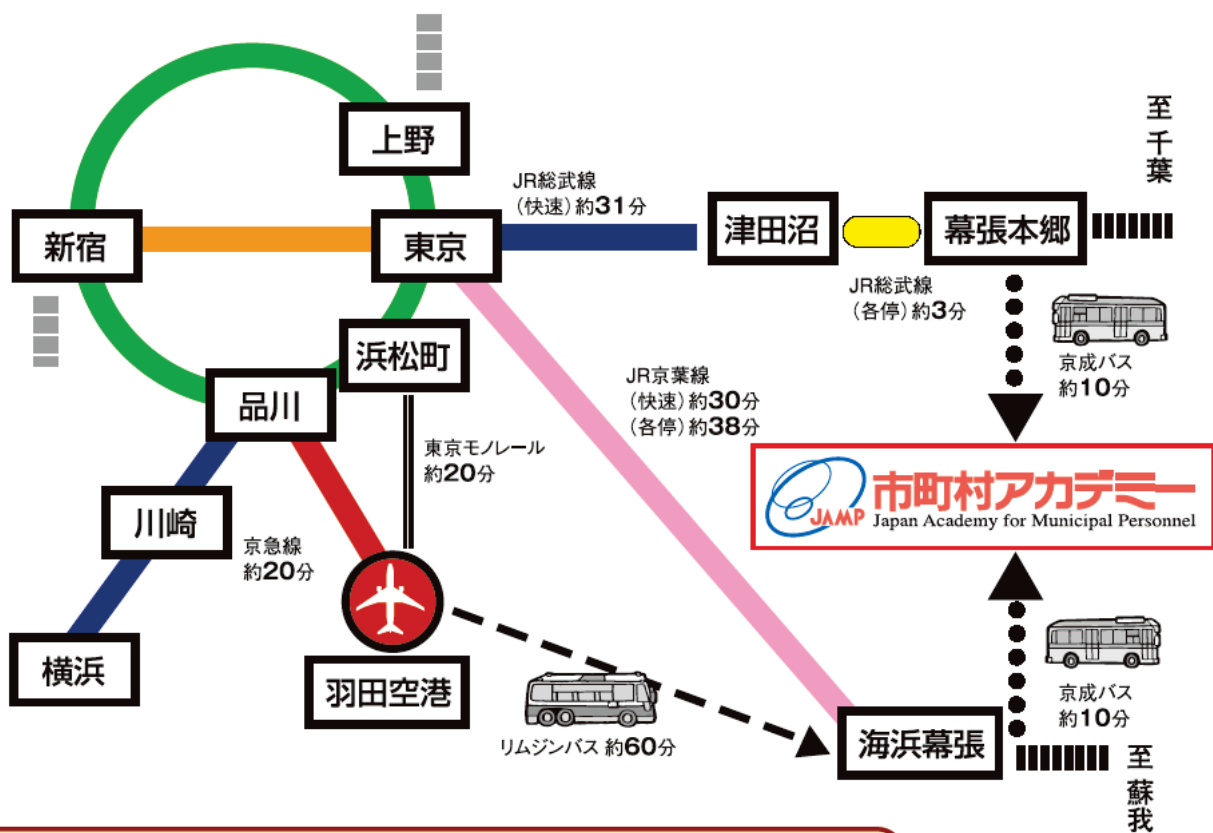 上野
至千葉
JR総武線
(快速)約31分
新宿
東京
津田沼
幕張本郷
JR総武線
(各停)約3分
浜松町
京成バス
約10分
JR京葉線
(快速)約30分
(各停)約38分
品川
東京モノレール
約20分
JAMP
市町村アカデミー
Japan Academy for Municipal Personnel
川崎
京急線
約20分
横浜
羽田空港
リムジンバス 約60分
京成バス
約10分
海浜幕張
至蘇我